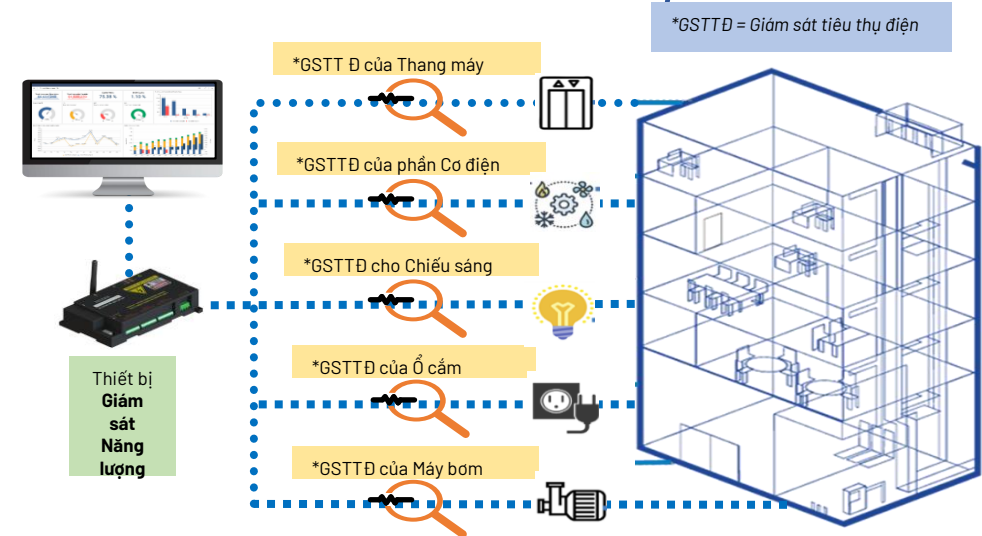 *GSTTĐ = Giám sát tiêu thụ điện
*GSTT Đ của Thang máy
*GSTTĐ của phần Cơ điện
*GSTTĐ cho Chiếu sáng
*GSTTĐ của Ổ cắm
*GSTTĐ của Máy bơm
Thiết bị
Giám
sát
Năng
lượng